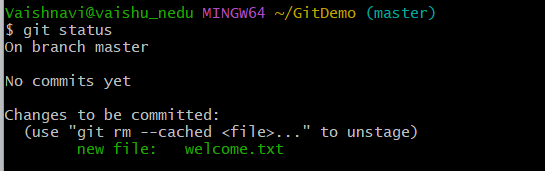 Vaishnavi@vaishu_nedu MINGW64 ~/GitDemo (master)
$ git status
On branch master
No commits yet
Changes to be committed:
(use "git rm --cached <file>..." to unstage)
new file: welcome.txt